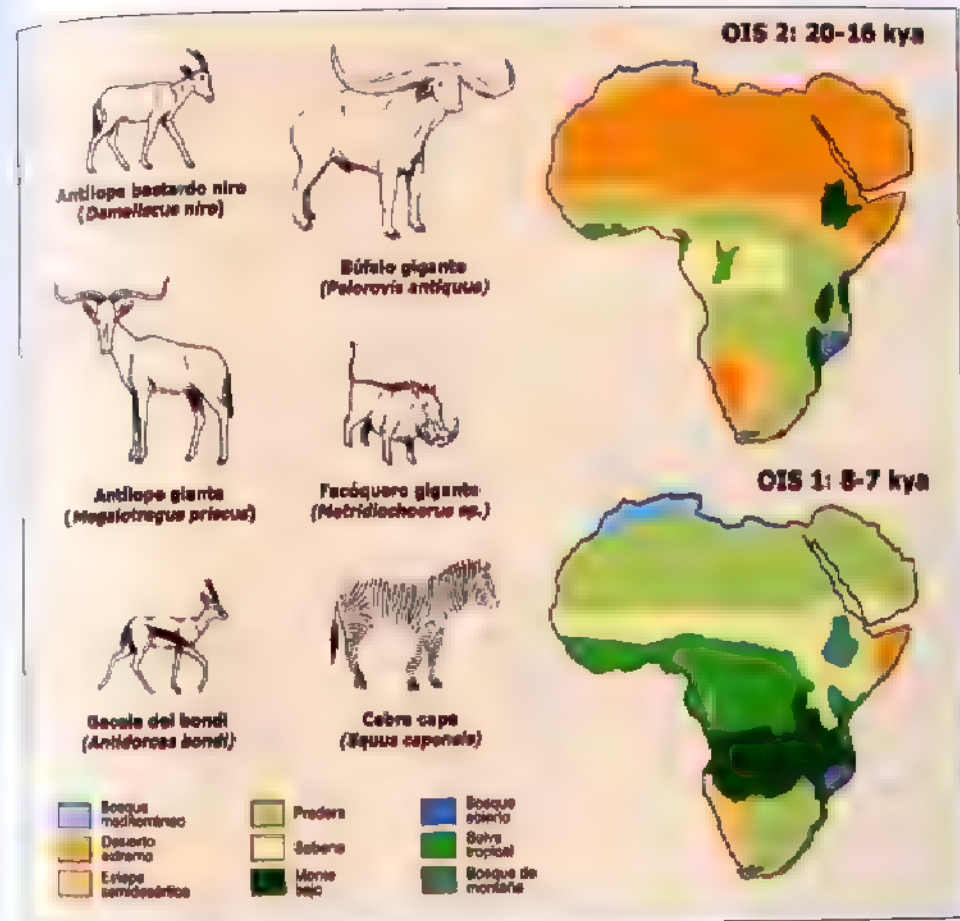 OIS 2: 20-16 kya
Antílope bastardo niro
(Damaliscus niro)
Búfalo gigante
(Pelorovis antiquus)
Antílope giante
(Megalotragus priscus)
Facóquero gigante
(Metridiochoerus sp.)
OIS 1: 8-7 kya
Gacela del bondi
(Antidorcas bondi)
Cebra cape
(Equus capensis)
Bosque
mediterráneo
Desierto
extremo
Estepa
semidesértica
Pradera
Sabana
Monte
bajo
Bosque
abierto
Selva
tropical
Bosque de
montaña